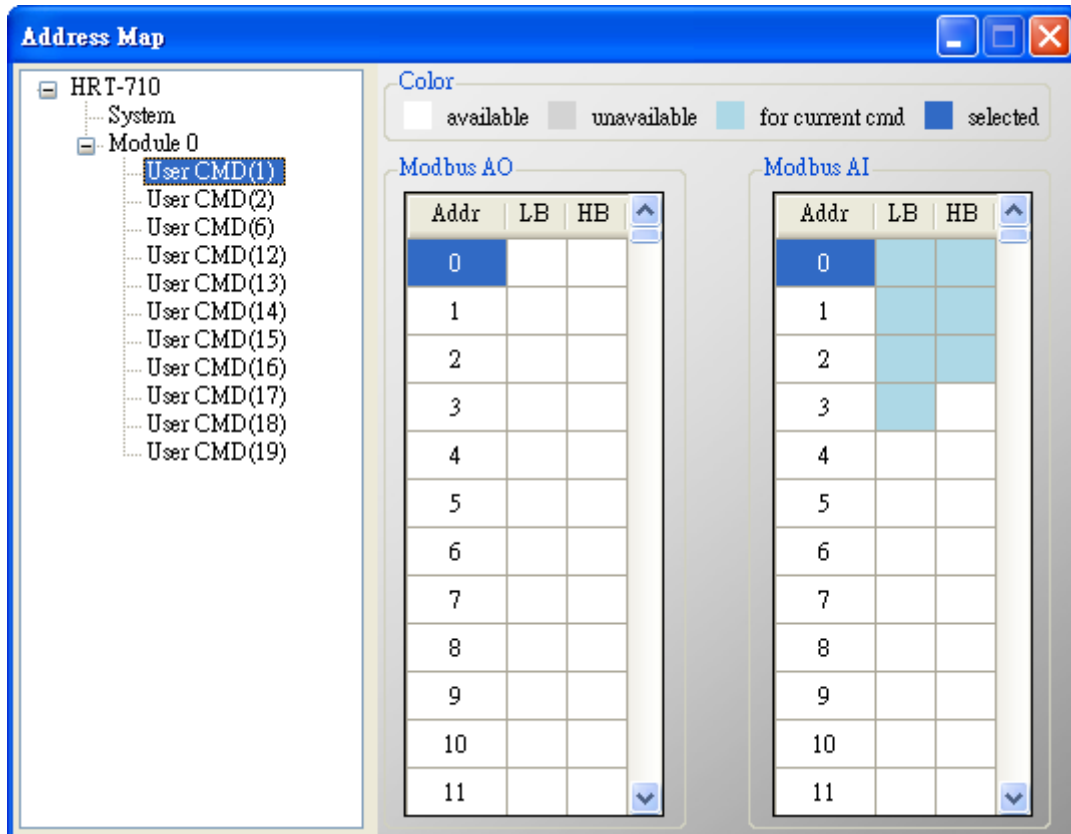 Address Map
HRT-710
System
Module 0
User CMD(1)
User CMD(2)
User CMD(6)
User CMD(12)
User CMD(13)
User CMD(14)
User CMD(15)
User CMD(16)
User CMD(17)
User CMD(18)
User CMD(19)
Color
available unavailable for current cmd selected
Modbus AO
Addr LB HB
0
1
2
3
4
5
6
7
8
9
10
11
Modbus AI
Addr LB HB
0
1
2
3
4
5
6
7
8
9
10
11